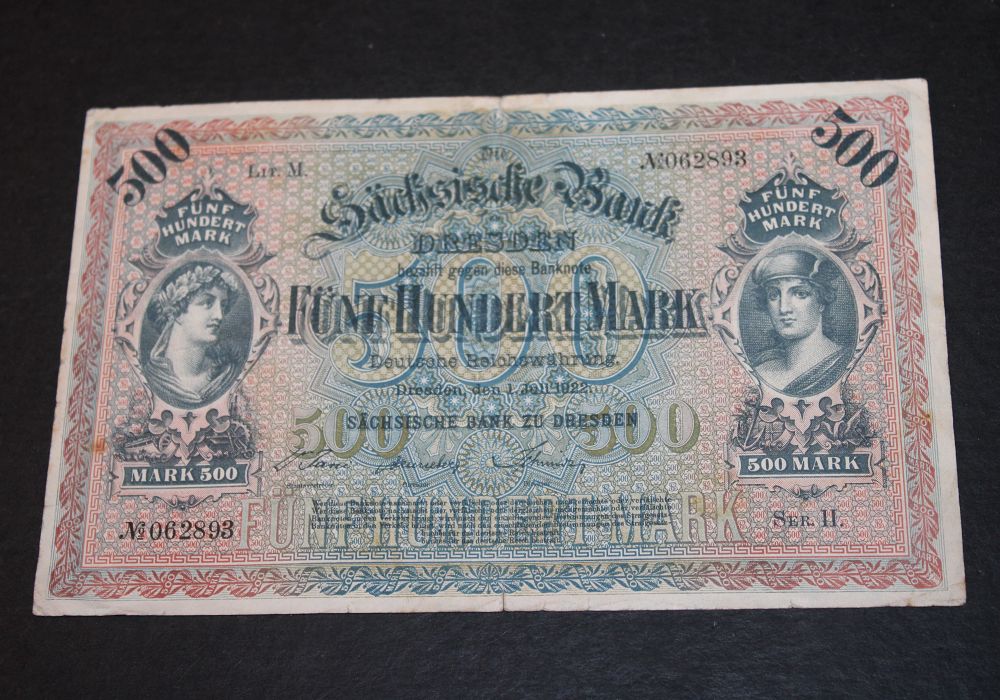 500
500
Lit. M.
Die
№062893
Sächsische Bank
FÜNF
HUNDERT
MARK
FÜNF
HUNDERT
MARK
DRESDEN
bezahlt gegen diese Banknote
500
FÜNF HUNDERT MARK
Deutsche Reichswährung.
Dresden, den 1. Juli 1922.
SÄCHSISCHE BANK ZU DRESDEN
500
500
MARK 500
500 MARK
№062893
FÜNF HUNDERT MARK
SER. II.